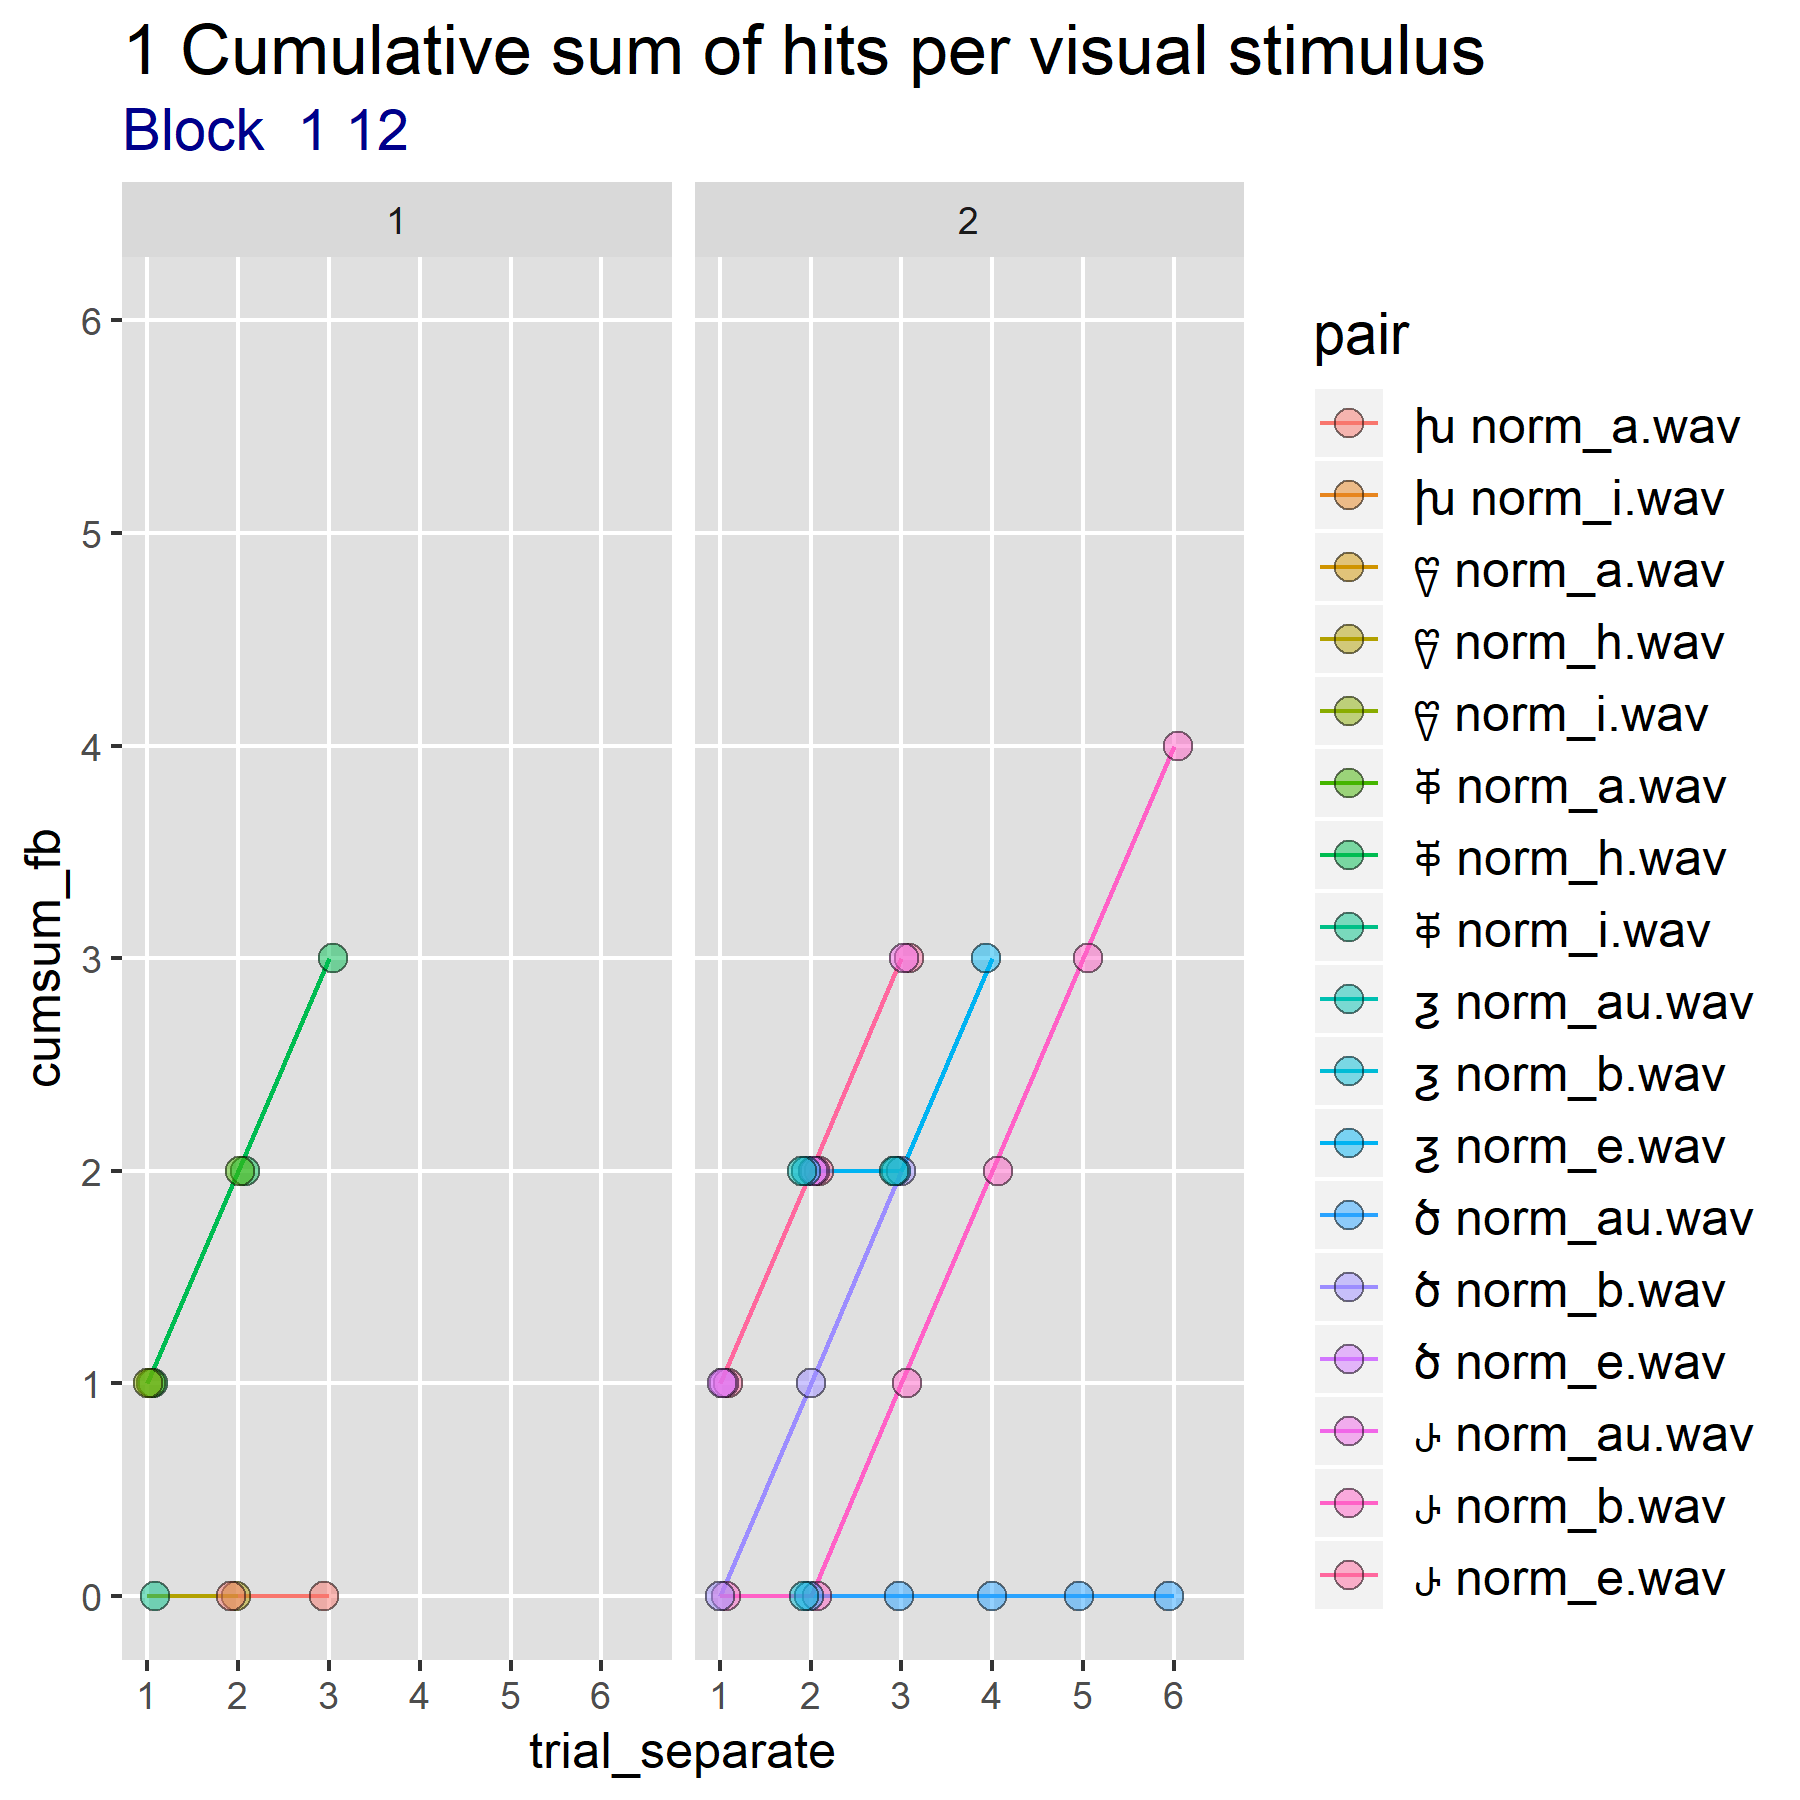 1 Cumulative sum of hits per visual stimulus
Block 1 12
1
2
6
5
4
3
2
1
0
cumsum_fb
1 2 3 4 5 6
1 2 3 4 5 6
trial_separate
pair
norm_a.wav
norm_i.wav
norm_a.wav
norm_h.wav
norm_i.wav
norm_a.wav
norm_h.wav
norm_i.wav
norm_au.wav
norm_b.wav
norm_e.wav
norm_au.wav
norm_b.wav
norm_e.wav
norm_au.wav
norm_b.wav
norm_e.wav